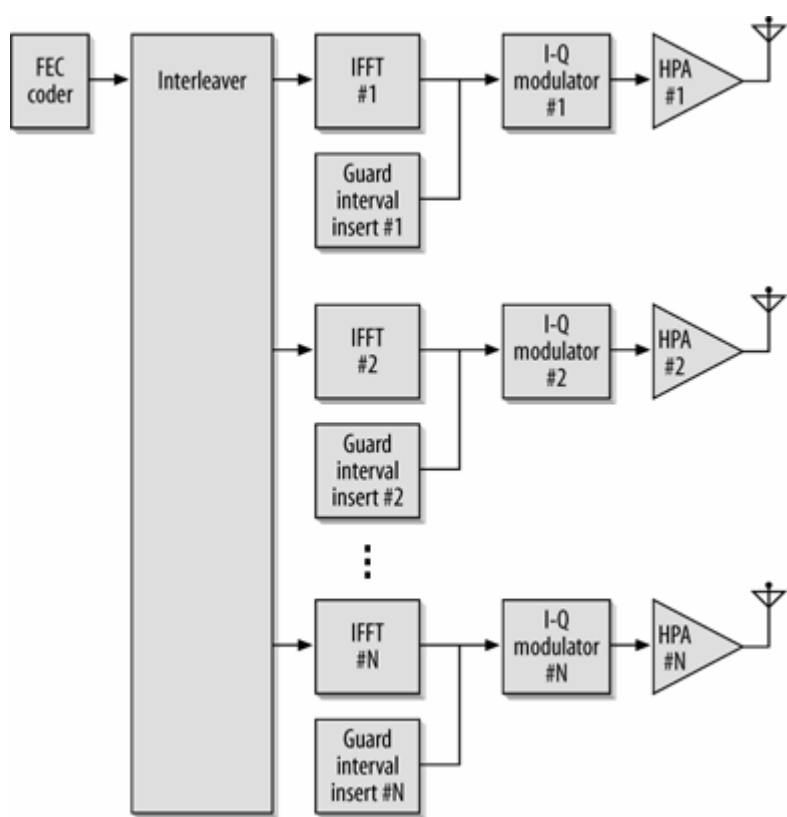 FEC
coder
Interleaver
IFFT
#1
Guard
interval
insert #1
I-Q
modulator
#1
HPA
#1
IFFT
#2
Guard
interval
insert #2
I-Q
modulator
#2
HPA
#2
IFFT
#N
Guard
interval
insert #N
I-Q
modulator
#N
HPA
#N